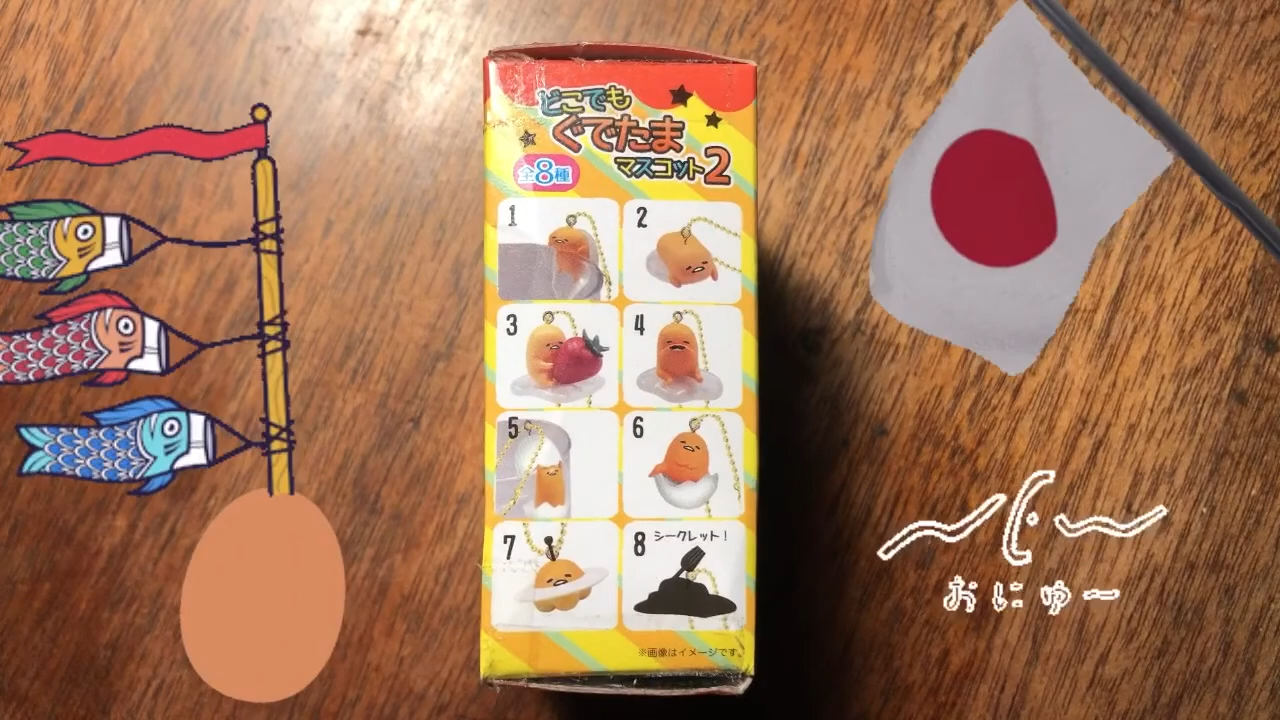 どこでも
ぐでたま
マスコット2
全8種
1
2
3
4
5
6
7
8 シークレット!
※画像はイメージです。
おにゅー